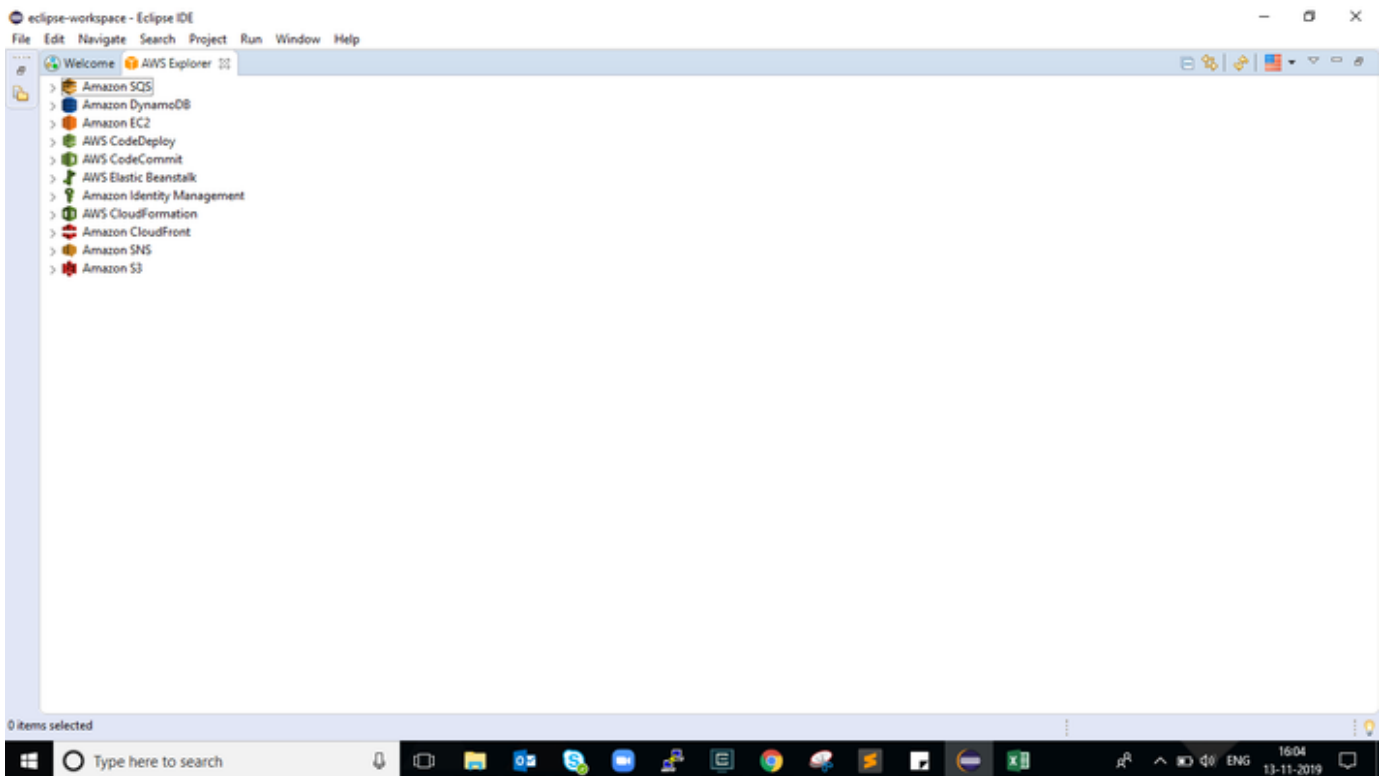 eclipse-workspace - Eclipse IDE
File Edit Navigate Search Project Run Window Help
Welcome AWS Explorer
Amazon SQS
Amazon DynamoDB
Amazon EC2
AWS CodeDeploy
AWS CodeCommit
AWS Elastic Beanstalk
Amazon Identity Management
AWS CloudFormation
Amazon CloudFront
Amazon SNS
Amazon S3
0 items selected
Type here to search
ENG
16:04
13-11-2019